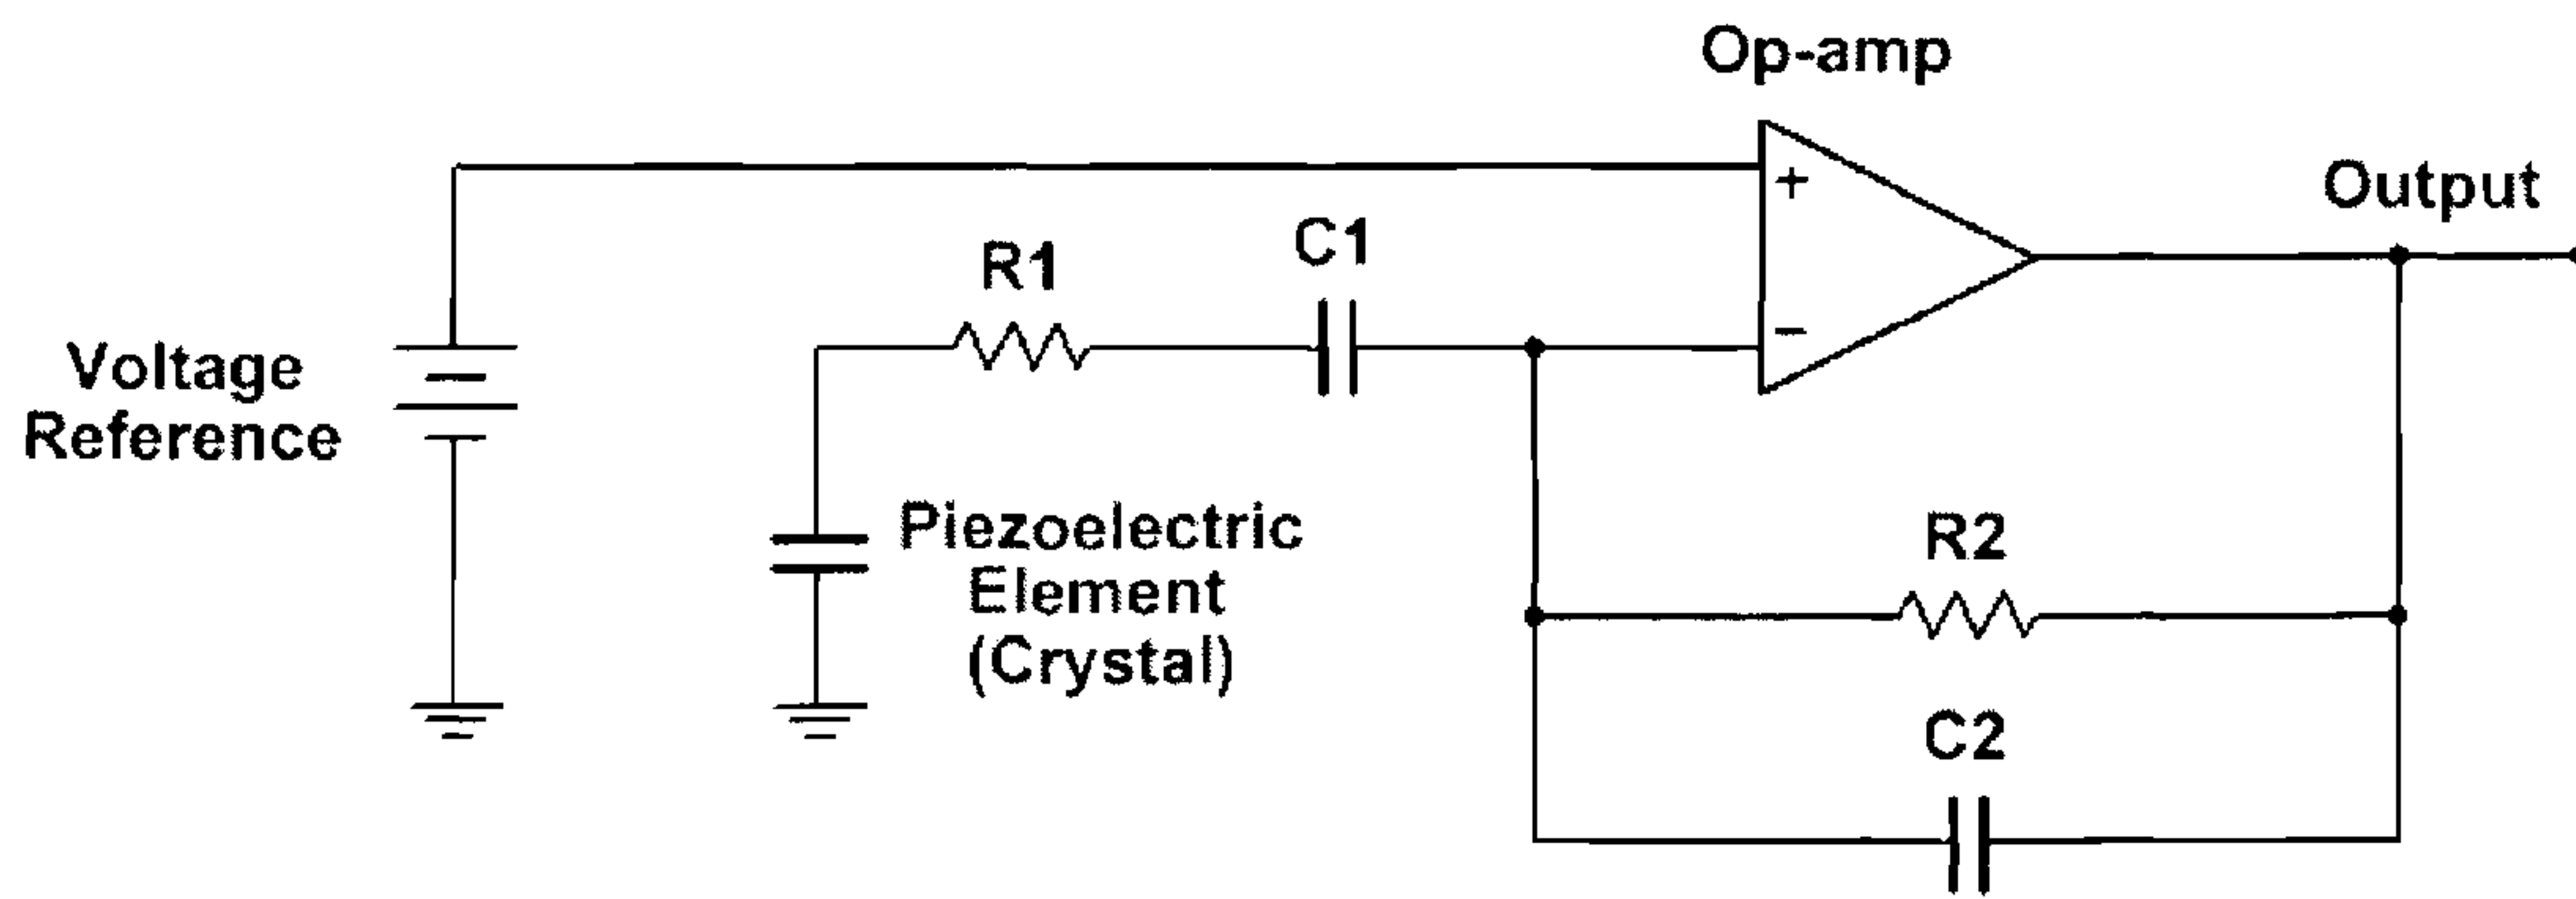 Op-amp
+
Output
C1
R1
−
Voltage
Reference
Piezoelectric
Element
(Crystal)
R2
C2